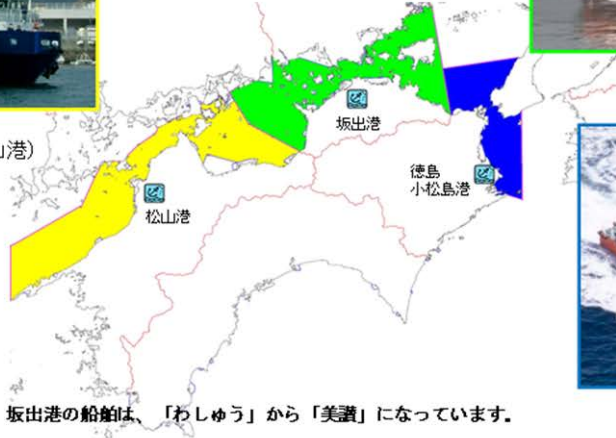 山港)
坂出港
徳島
小松島港
松山港
坂出港の船舶は、「わしゅう」から「美讃」になっています。